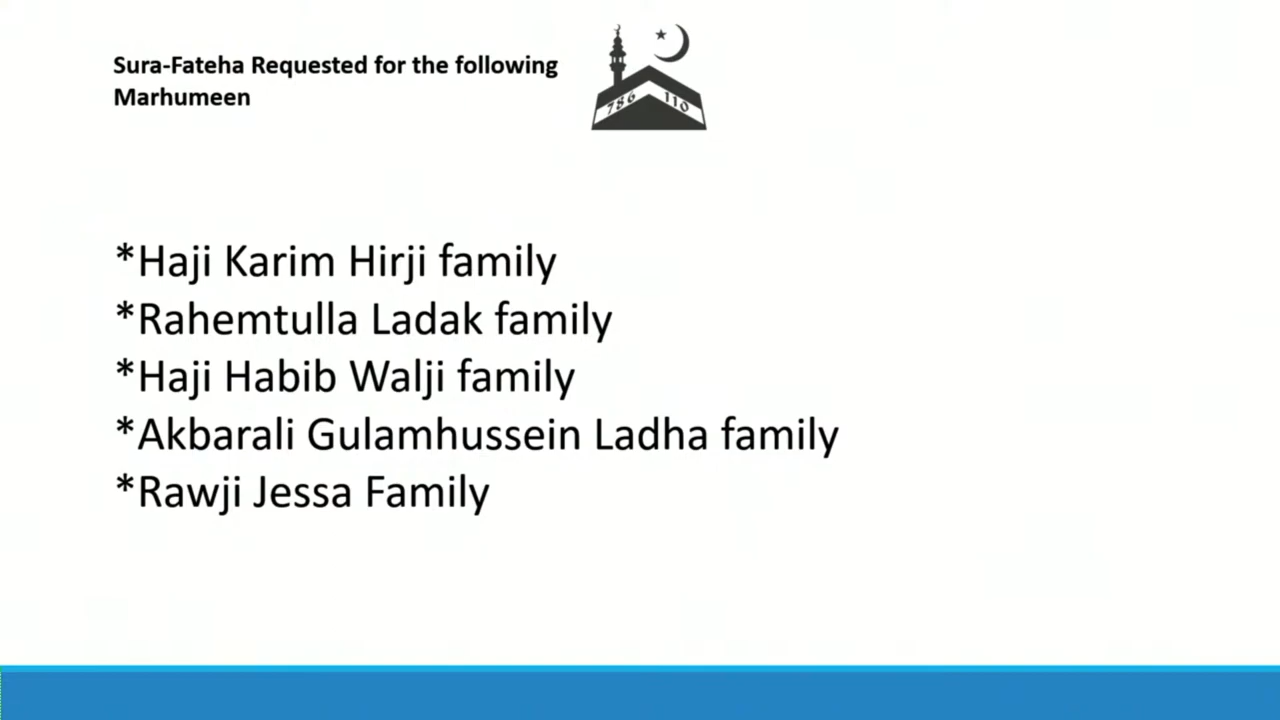 Sura-Fateha Requested for the following
Marhumeen
786 110
*Haji Karim Hirji family
*Rahemtulla Ladak family
*Haji Habib Walji family
*Akbarali Gulamhussein Ladha family
*Rawji Jessa Family